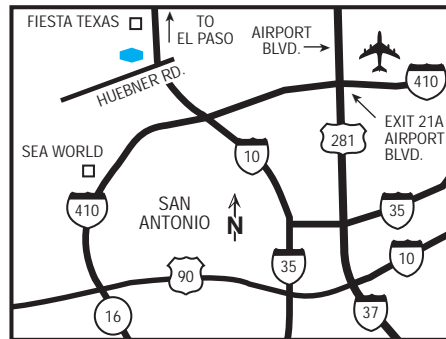 FIESTA TEXAS
TO
EL PASO
AIRPORT
BLVD.
HUEBNER RD.
410
EXIT 21A
AIRPORT
BLVD.
281
10
SEA WORLD
410
SAN
ANTONIO
N
35
10
90
35
16
37